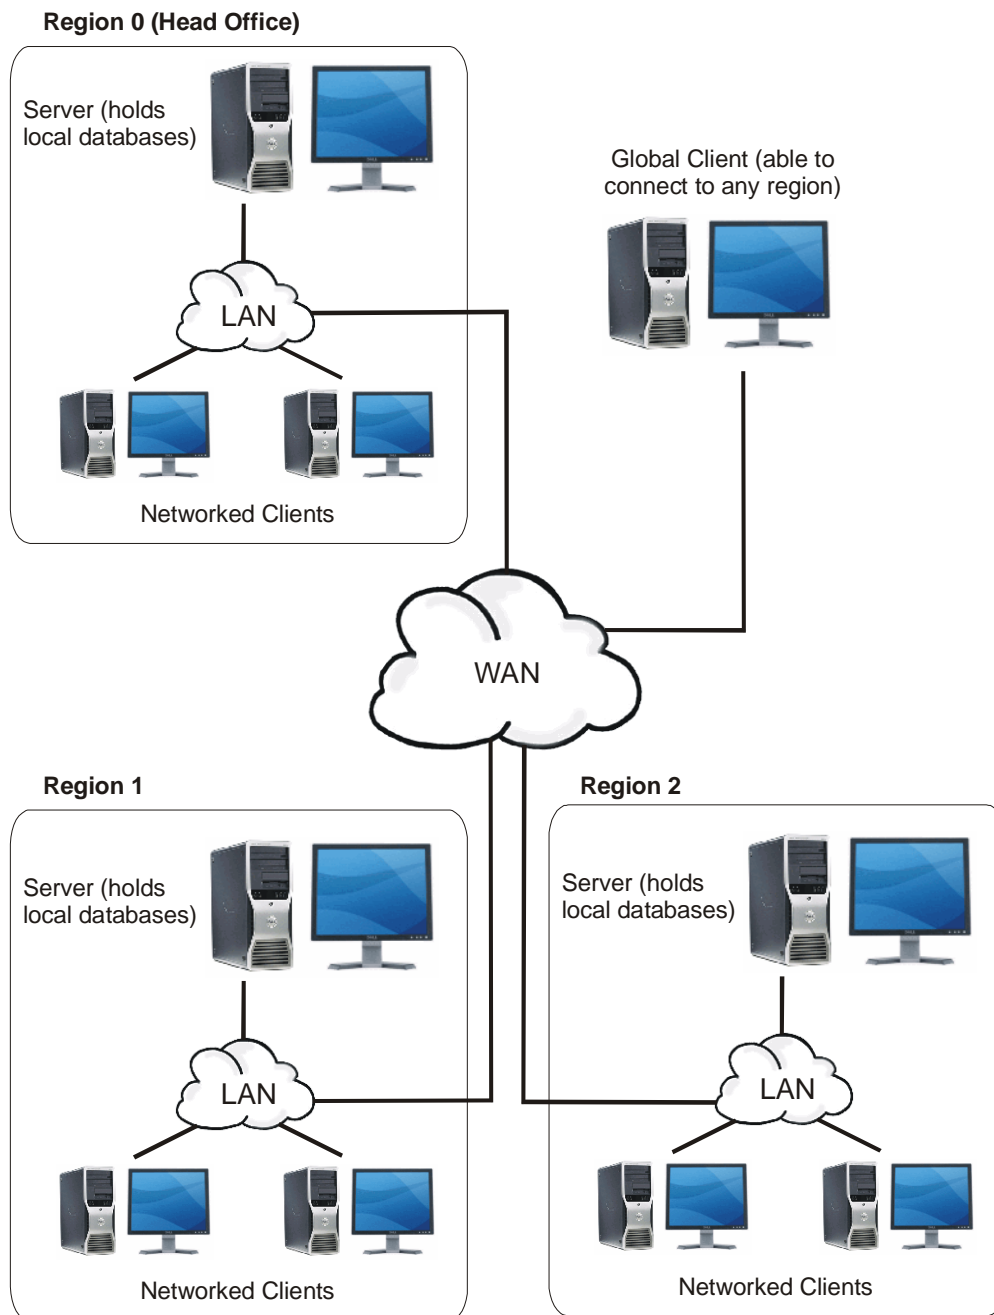 Region 0 (Head Office)
Server (holds
local databases)
Global Client (able to
connect to any region)
LAN
Networked Clients
WAN
Region 1
Region 2
Server (holds
local databases)
Server (holds
local databases)
LAN
LAN
Networked Clients
Networked Clients